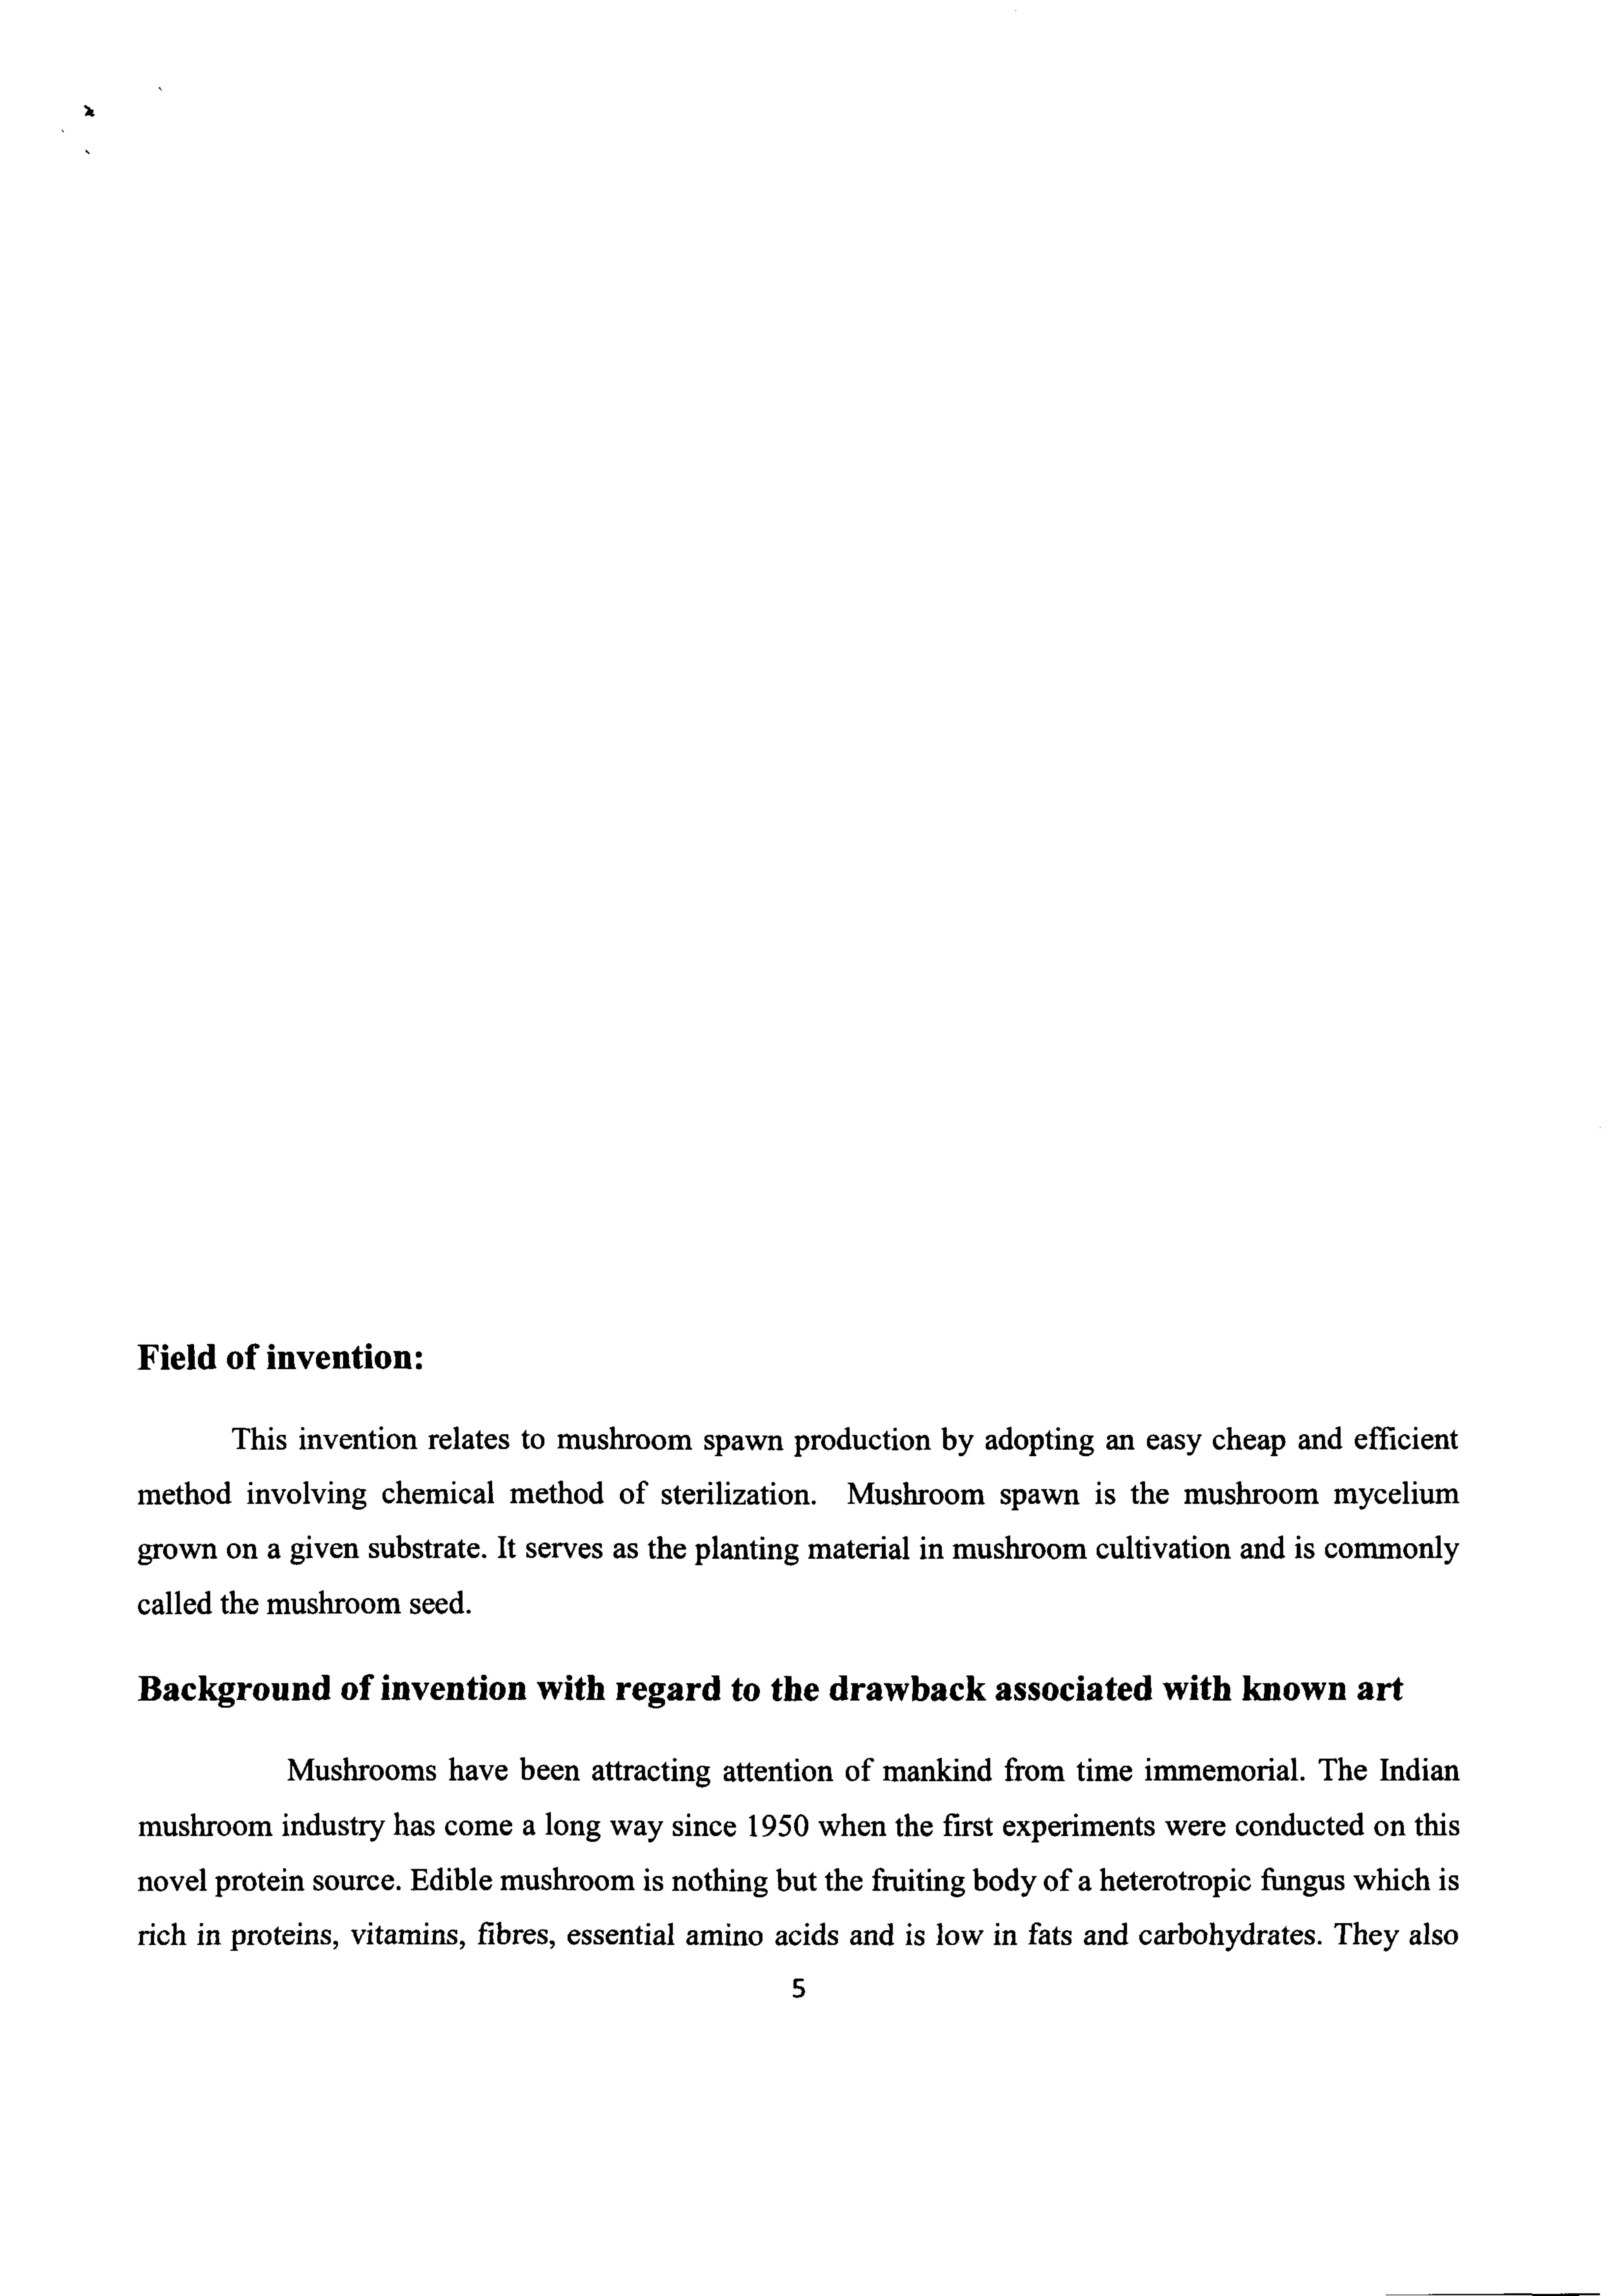 Field of invention:
This invention relates to mushroom spawn production by adopting an easy cheap and efficient
method involving chemical method of sterilization. Mushroom spawn is the mushroom mycelium
grown on a given substrate. It serves as the planting material in mushroom cultivation and is commonly
called the mushroom seed.
Background of invention with regard to the drawback associated with known art
Mushrooms have been attracting attention of mankind from time immemorial. The Indian
mushroom industry has come a long way since 1950 when the first experiments were conducted on this
novel protein source. Edible mushroom is nothing but the fruiting body of a heterotropic fungus which is
rich in proteins, vitamins, fibres, essential amino acids and is low in fats and carbohydrates. They also
5